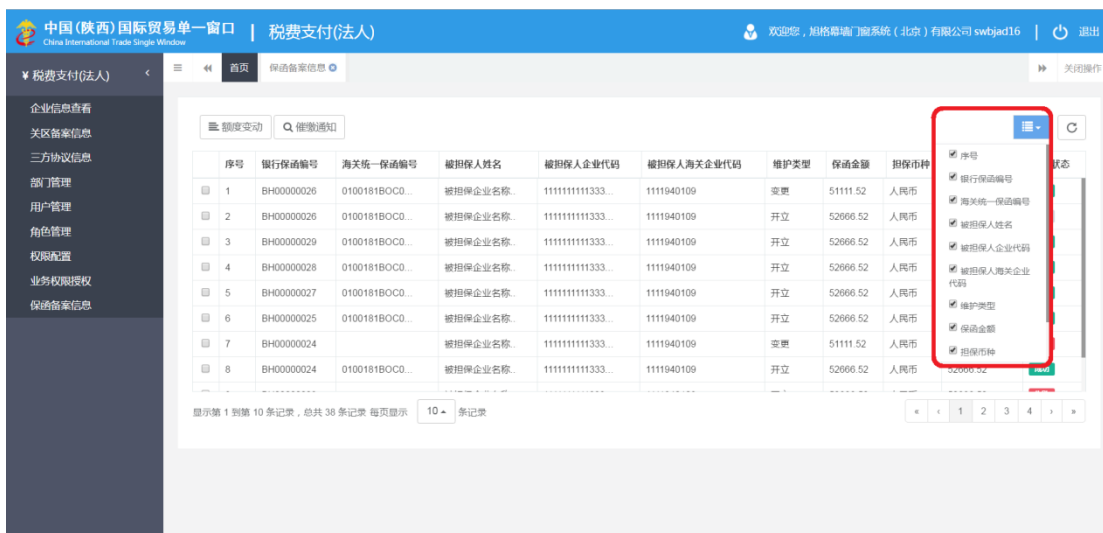 中国(陕西)国际贸易单一窗口 | 税费支付(法人)
China International Trade Single Window
欢迎您，旭格幕墙门窗系统（北京）有限公司 swbjad16 | 退出
¥ 税费支付(法人)
首页 保函备案信息 关闭操作
企业信息查看
关区备案信息
三方协议信息
部门管理
用户管理
角色管理
权限配置
业务权限授权
保函备案信息
额度变动 催缴通知
序号 银行保函编号 海关统一保函编号 被担保人姓名 被担保人企业代码 被担保人海关企业代码 维护类型 保函金额 担保币种 状态
1 BH00000026 0100181BOC0... 被担保企业名称.. 1111111111333... 1111940109 变更 51111.52 人民币
2 BH00000026 0100181BOC0... 被担保企业名称.. 1111111111333... 1111940109 开立 52666.52 人民币
3 BH00000029 0100181BOC0... 被担保企业名称.. 1111111111333... 1111940109 开立 52666.52 人民币
4 BH00000028 0100181BOC0... 被担保企业名称.. 1111111111333... 1111940109 开立 52666.52 人民币
5 BH00000027 0100181BOC0... 被担保企业名称.. 1111111111333... 1111940109 开立 52666.52 人民币
6 BH00000025 0100181BOC0... 被担保企业名称.. 1111111111333... 1111940109 开立 52666.52 人民币
7 BH00000024 被担保企业名称.. 1111111111333... 1111940109 变更 51111.52 人民币
8 BH00000024 0100181BOC0... 被担保企业名称.. 1111111111333... 1111940109 开立 52666.52 人民币 52666.52
序号
银行保函编号
海关统一保函编号
被担保人姓名
被担保人企业代码
被担保人海关企业
代码
维护类型
保函金额
担保币种
显示第 1 到第 10 条记录，总共 38 条记录 每页显示 10 条记录
« ‹ 1 2 3 4 › »